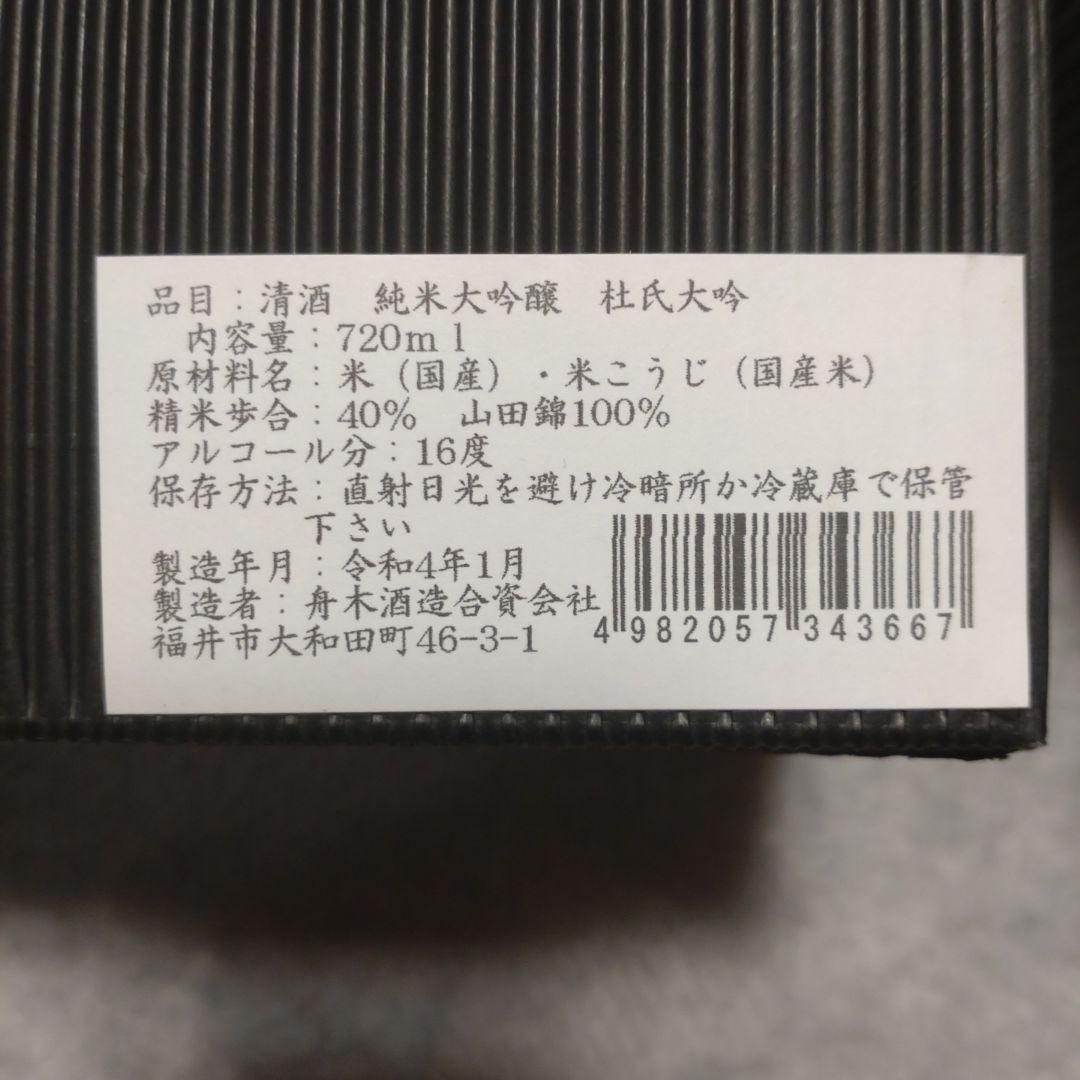 品目：清酒　純米大吟醸　杜氏大吟
内容量：720ml
原材料名：米（国産）・米こうじ（国産米）
精米歩合：40%　山田錦100%
アルコール分：16度
保存方法：直射日光を避け冷暗所か冷蔵庫で保管
下さい
製造年月：令和4年1月
製造者：舟木酒造合資会社
福井市大和田町46-3-1
4982057343667